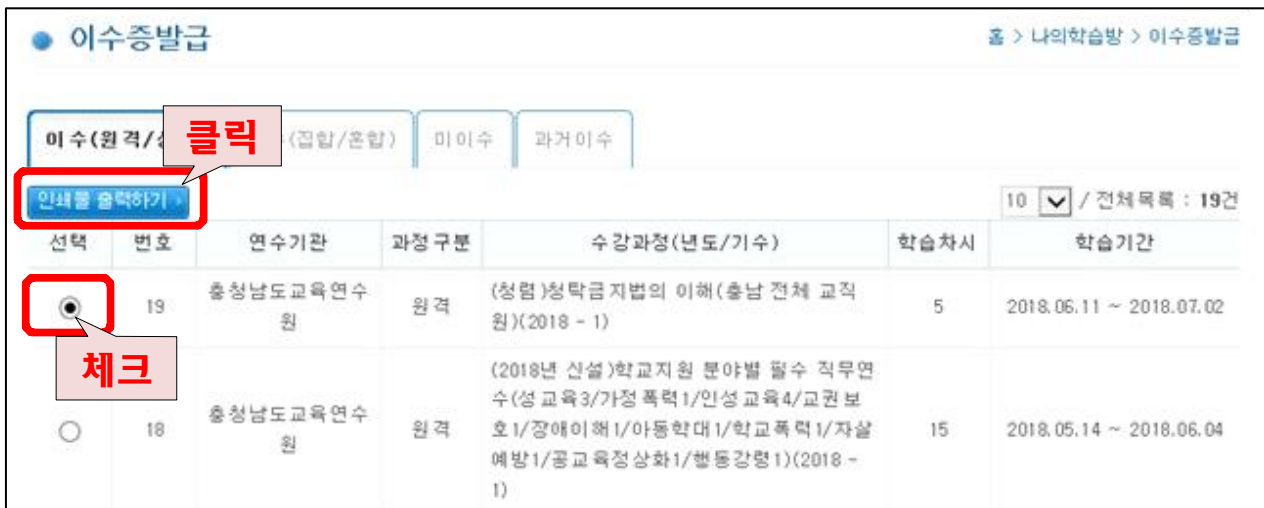 이수증발급
홈 > 나의학습방 > 이수증발급
이수(원격/
클릭
(집합/혼합)
미이수
과거이수
인쇄물 출력하기
10 / 전체목록 : 19건
선택 번호 연수기관 과정구분 수강과정(년도/기수) 학습차시 학습기간
19
충청남도교육연수
원
원격
(청렴)청탁금지법의 이해(충남 전체 교직
원)(2018 - 1)
5
2018.06.11 ~ 2018.07.02
체크
18
충청남도교육연수
원
원격
(2018년 신설)학교지원 분야별 필수 직무연
수(성교육3/가정폭력1/인성교육4/교권보
호1/장애이해1/아동학대1/학교폭력1/자살
예방1/공교육정상화1/행동강령1)(2018 -
1)
15
2018.05.14 ~ 2018.06.04